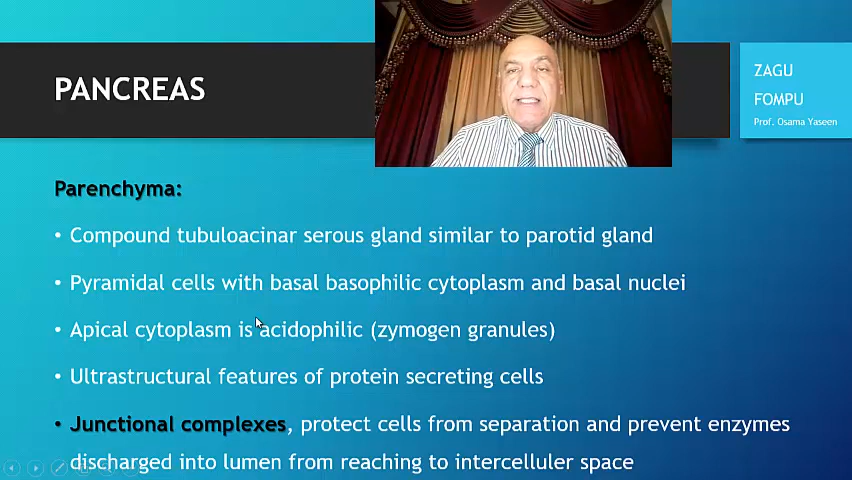 PANCREAS
ZAGU
FOMPU
Prof. Osama Yaseen
Parenchyma:
• Compound tubuloacinar serous gland similar to parotid gland
• Pyramidal cells with basal basophilic cytoplasm and basal nuclei
• Apical cytoplasm is acidophilic (zymogen granules)
• Ultrastructural features of protein secreting cells
• Junctional complexes, protect cells from separation and prevent enzymes
discharged into lumen from reaching to intercelluler space